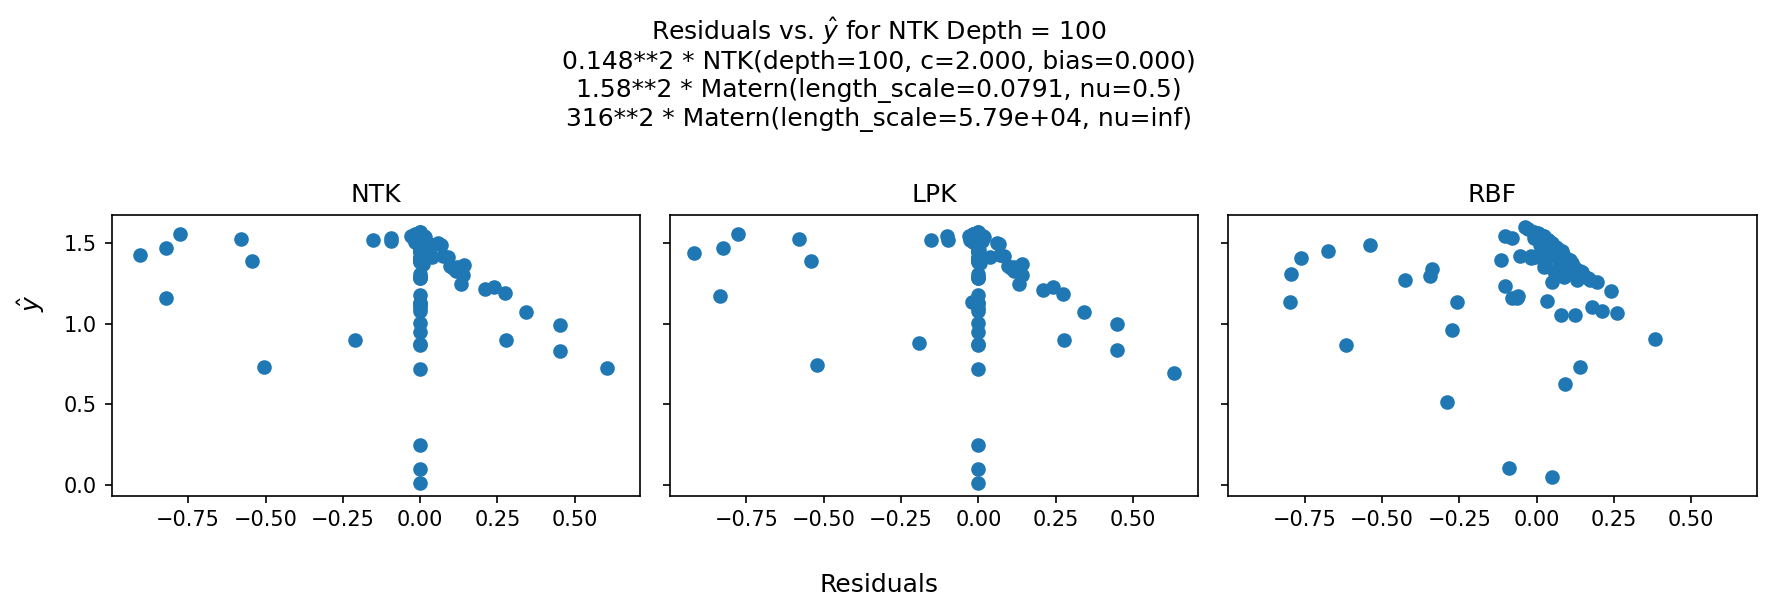 Residuals vs. ŷ for NTK Depth = 100
0.148**2 * NTK(depth=100, c=2.000, bias=0.000)
1.58**2 * Matern(length_scale=0.0791, nu=0.5)
316**2 * Matern(length_scale=5.79e+04, nu=inf)
NTK
LPK
RBF
ŷ
1.5
1.0
0.5
0.0
−0.75 −0.50 −0.25 0.00 0.25 0.50
−0.75 −0.50 −0.25 0.00 0.25 0.50
−0.75 −0.50 −0.25 0.00 0.25 0.50
Residuals